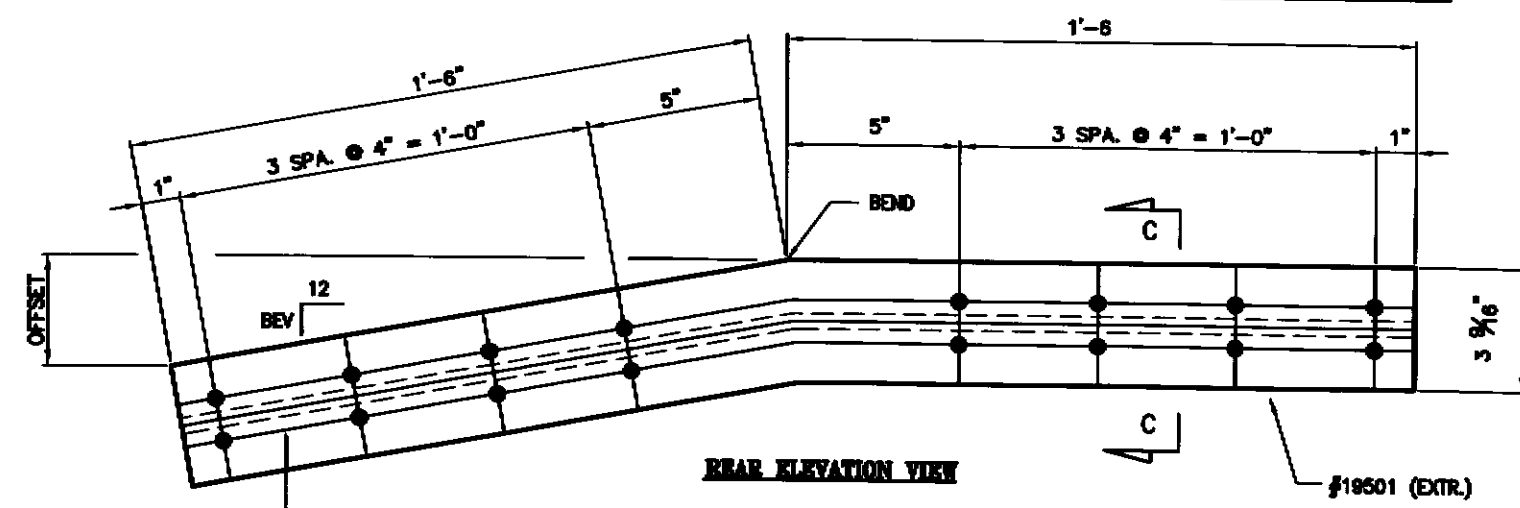 1'-6
1'-6"
5"
3 SPA. @ 4" = 1'-0"
1"
5"
3 SPA. @ 4" = 1'-0"
1"
BEND
C
OFFSET
12
BEV
3 9/16"
C
REAR ELEVATION VIEW
#19501 (EXTR.)